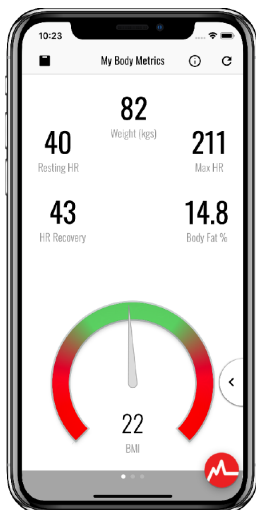 10:23
My Body Metrics
82
Weight (kgs)
40
Resting HR
211
Max HR
43
HR Recovery
14.8
Body Fat %
22
BMI